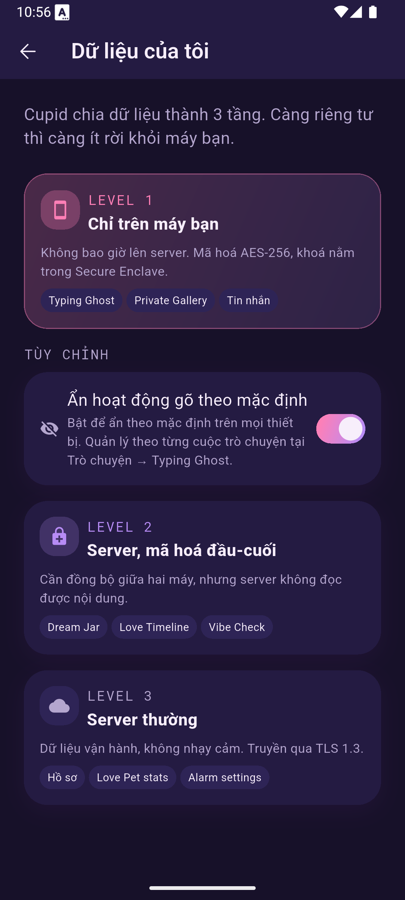 10:56 A
Dữ liệu của tôi
Cupid chia dữ liệu thành 3 tầng. Càng riêng tư
thì càng ít rời khỏi máy bạn.
LEVEL 1
Chỉ trên máy bạn
Không bao giờ lên server. Mã hoá AES-256, khoá nằm
trong Secure Enclave.
Typing Ghost Private Gallery Tin nhắn
TÙY CHỈNH
Ẩn hoạt động gõ theo mặc định
Bật để ẩn theo mặc định trên mọi thiết
bị. Quản lý theo từng cuộc trò chuyện tại
Trò chuyện → Typing Ghost.
LEVEL 2
Server, mã hoá đầu-cuối
Cần đồng bộ giữa hai máy, nhưng server không đọc
được nội dung.
Dream Jar Love Timeline Vibe Check
LEVEL 3
Server thường
Dữ liệu vận hành, không nhạy cảm. Truyền qua TLS 1.3.
Hồ sơ Love Pet stats Alarm settings